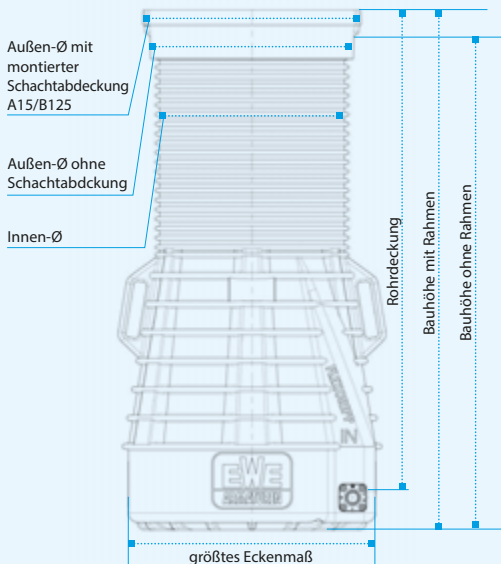 Außen-Ø mit
montierter
Schachtabdeckung
A15/B125
Außen-Ø ohne
Schachtabdckung
Innen-Ø
Rohrdeckung
Bauhöhe mit Rahmen
Bauhöhe ohne Rahmen
IN
EWE
größtes Eckenmaß